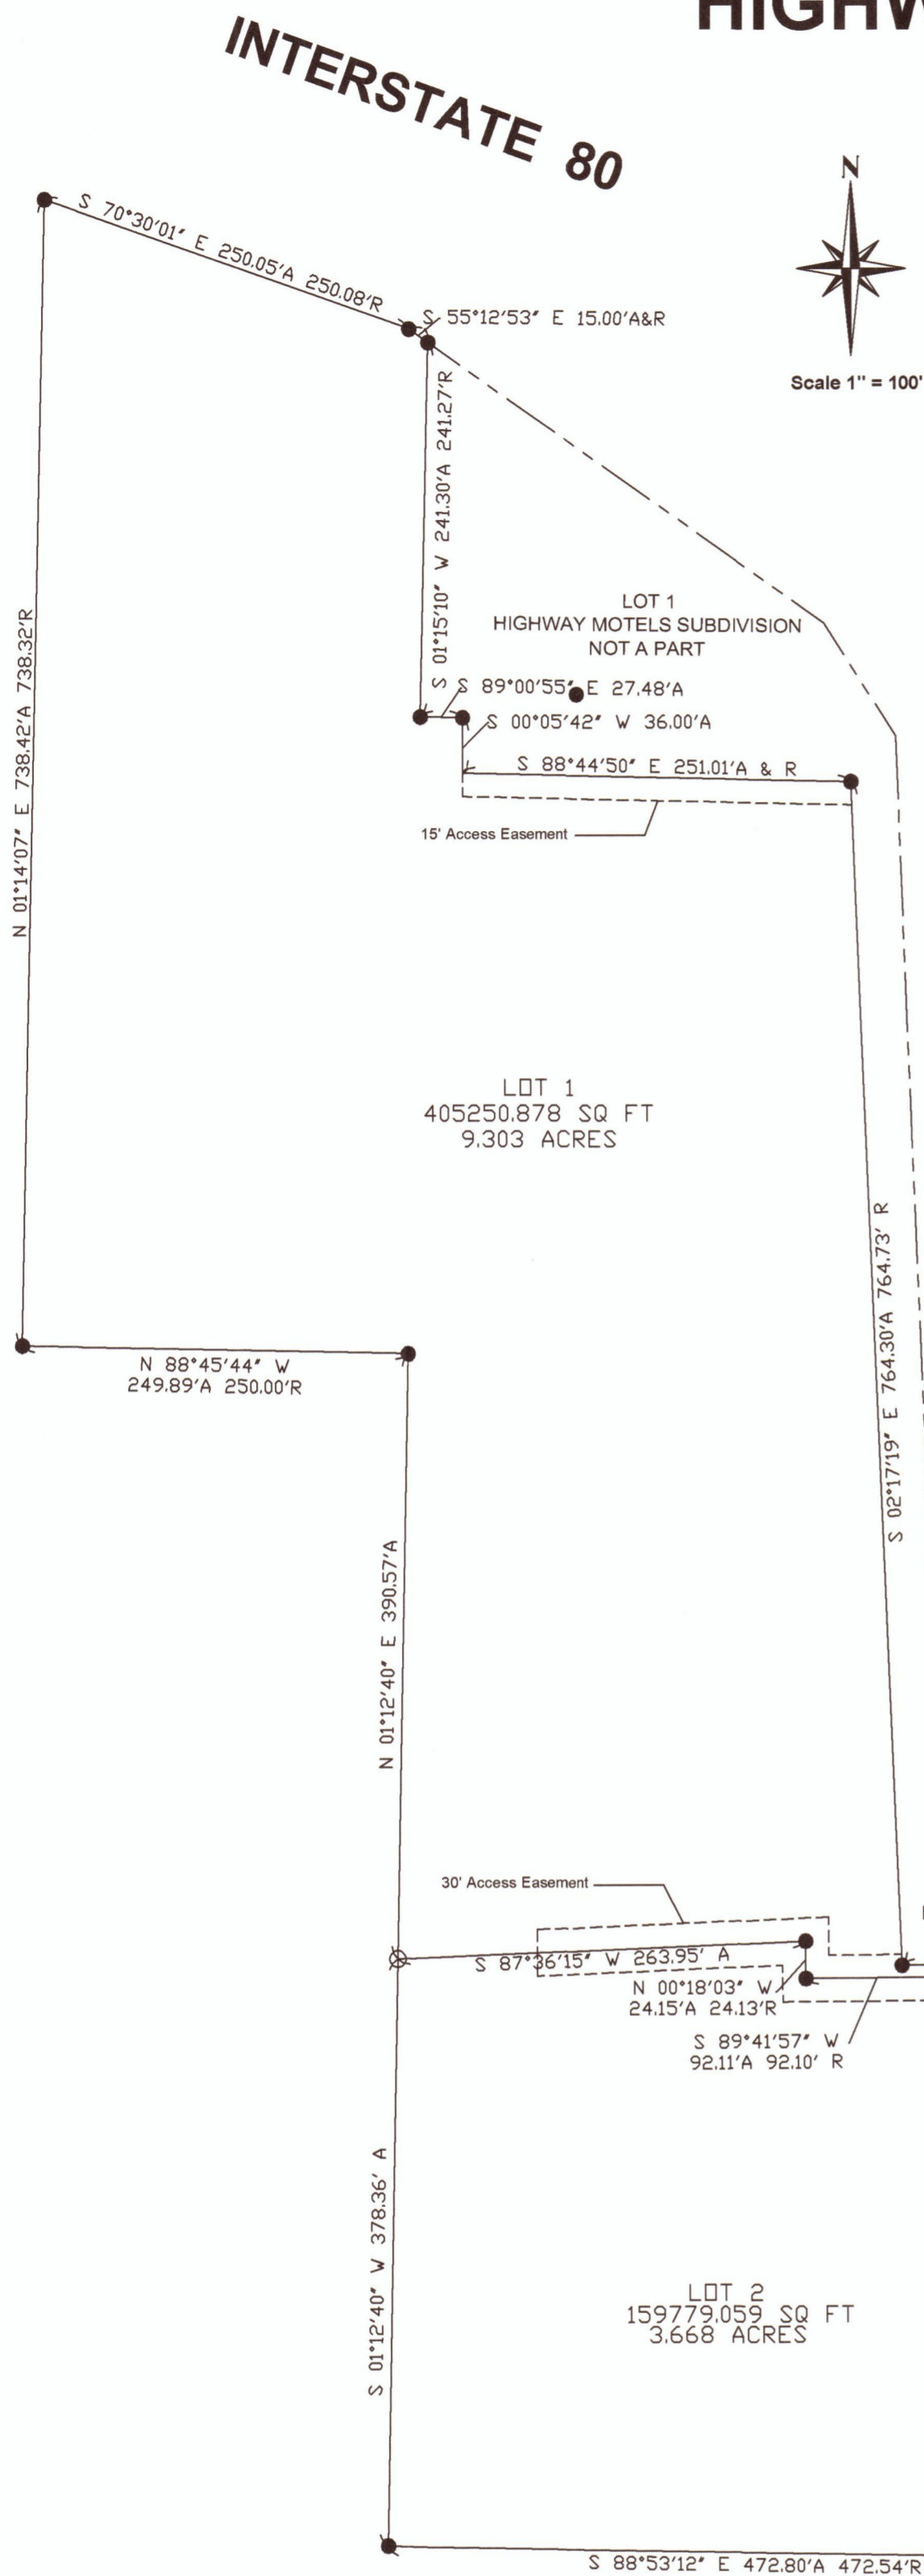 INTERSTATE 80
N
Scale 1" = 100'
S 70°30'01" E 250.05'A 250.08'R
S 55°12'53" E 15.00'A&R
S 01°15'10" W 241.30'A 241.27'R
LOT 1
HIGHWAY MOTELS SUBDIVISION
NOT A PART
S 89°00'55" E 27.48'A
S 00°05'42" W 36.00'A
S 88°44'50" E 251.01'A & R
15' Access Easement
N 01°14'07" E 738.42'A 738.32'R
LOT 1
405250.878 SQ FT
9.303 ACRES
S 02°17'19" E 764.30'A 764.73' R
N 88°45'44" W
249.89'A 250.00'R
N 01°12'40" E 390.57'A
30' Access Easement
S 87°36'15" W 263.95' A
N 00°18'03" W
24.15'A 24.13'R
S 89°41'57" W
92.11'A 92.10' R
S 01°12'40" W 378.36' A
LOT 2
159779.059 SQ FT
3.668 ACRES
S 88°53'12" E 472.80'A 472.54'R